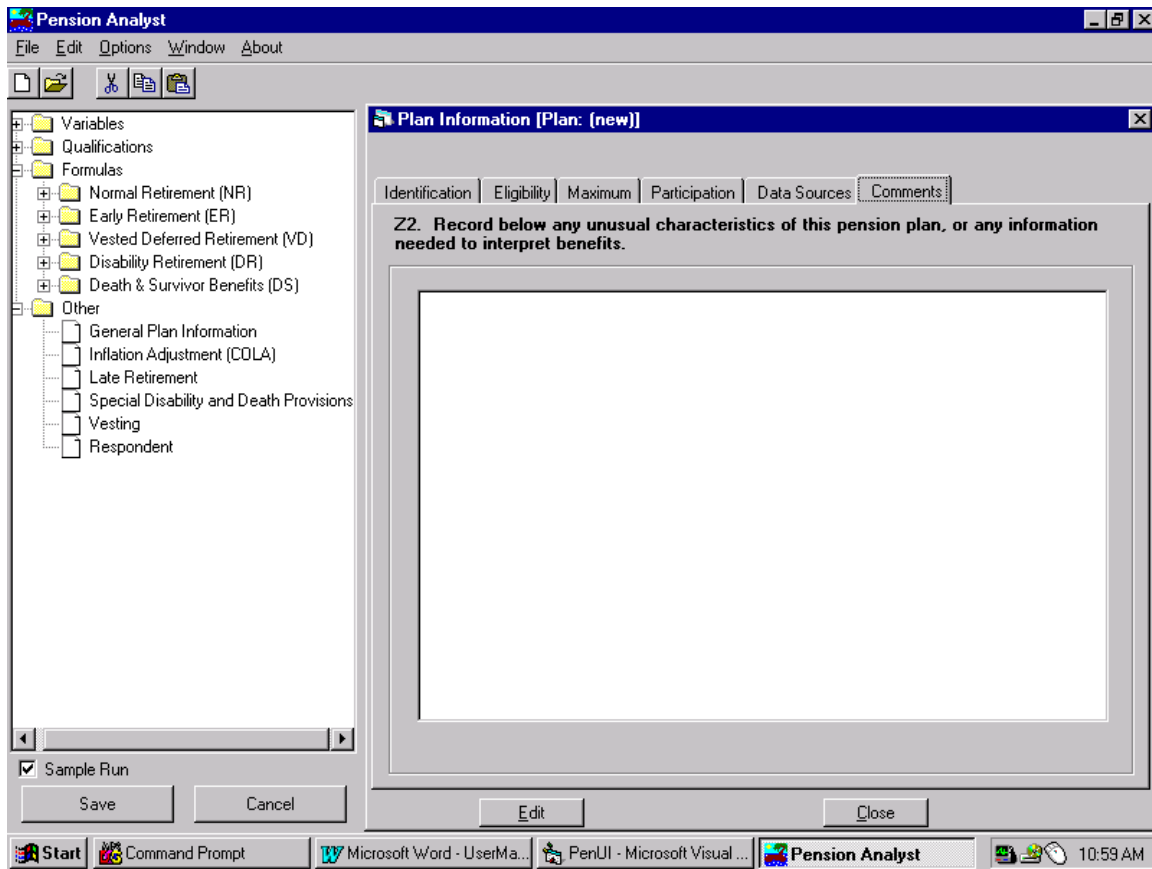 Pension Analyst
File Edit Options Window About
Variables
Qualifications
Formulas
Normal Retirement (NR)
Early Retirement (ER)
Vested Deferred Retirement (VD)
Disability Retirement (DR)
Death & Survivor Benefits (DS)
Other
General Plan Information
Inflation Adjustment (COLA)
Late Retirement
Special Disability and Death Provisions
Vesting
Respondent
Sample Run
Save Cancel
Plan Information [Plan: (new)]
Identification Eligibility Maximum Participation Data Sources Comments
Z2. Record below any unusual characteristics of this pension plan, or any information
needed to interpret benefits.
Edit Close
Start Command Prompt Microsoft Word - UserMa... PenUI - Microsoft Visual ... Pension Analyst 10:59 AM